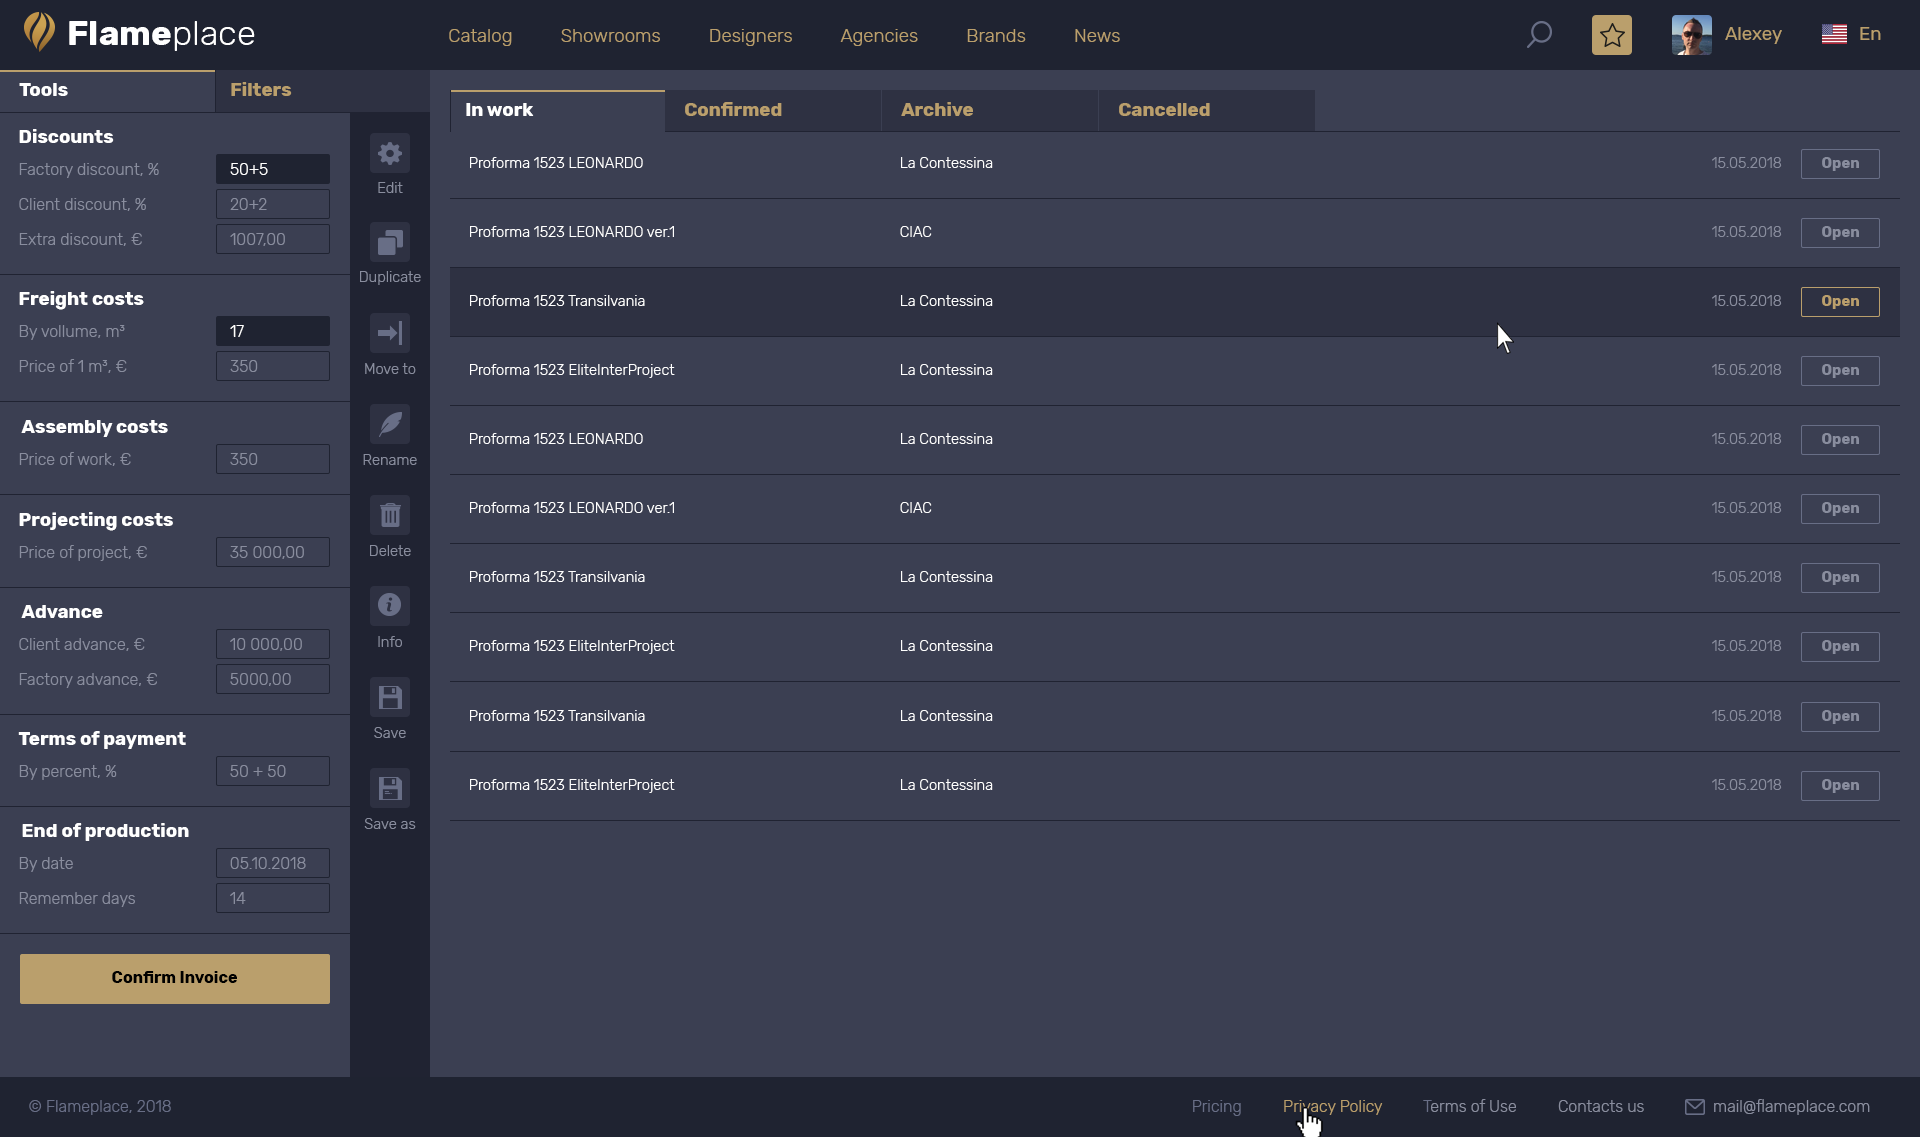 Flameplace
Catalog Showrooms Designers Agencies Brands News
Alexey En
Tools Filters
In work Confirmed Archive Cancelled
Discounts
Factory discount, % 50+5
Client discount, % 20+2
Extra discount, € 1007,00
Freight costs
By vollume, m³ 17
Price of 1 m³, € 350
Assembly costs
Price of work, € 350
Projecting costs
Price of project, € 35 000,00
Advance
Client advance, € 10 000,00
Factory advance, € 5000,00
Terms of payment
By percent, % 50 + 50
End of production
By date 05.10.2018
Remember days 14
Confirm Invoice
Edit
Duplicate
Move to
Rename
Delete
Info
Save
Save as
Proforma 1523 LEONARDO La Contessina 15.05.2018 Open
Proforma 1523 LEONARDO ver.1 CIAC 15.05.2018 Open
Proforma 1523 Transilvania La Contessina 15.05.2018 Open
Proforma 1523 EliteInterProject La Contessina 15.05.2018 Open
Proforma 1523 LEONARDO La Contessina 15.05.2018 Open
Proforma 1523 LEONARDO ver.1 CIAC 15.05.2018 Open
Proforma 1523 Transilvania La Contessina 15.05.2018 Open
Proforma 1523 EliteInterProject La Contessina 15.05.2018 Open
Proforma 1523 Transilvania La Contessina 15.05.2018 Open
Proforma 1523 EliteInterProject La Contessina 15.05.2018 Open
© Flameplace, 2018 Pricing Privacy Policy Terms of Use Contacts us mail@flameplace.com